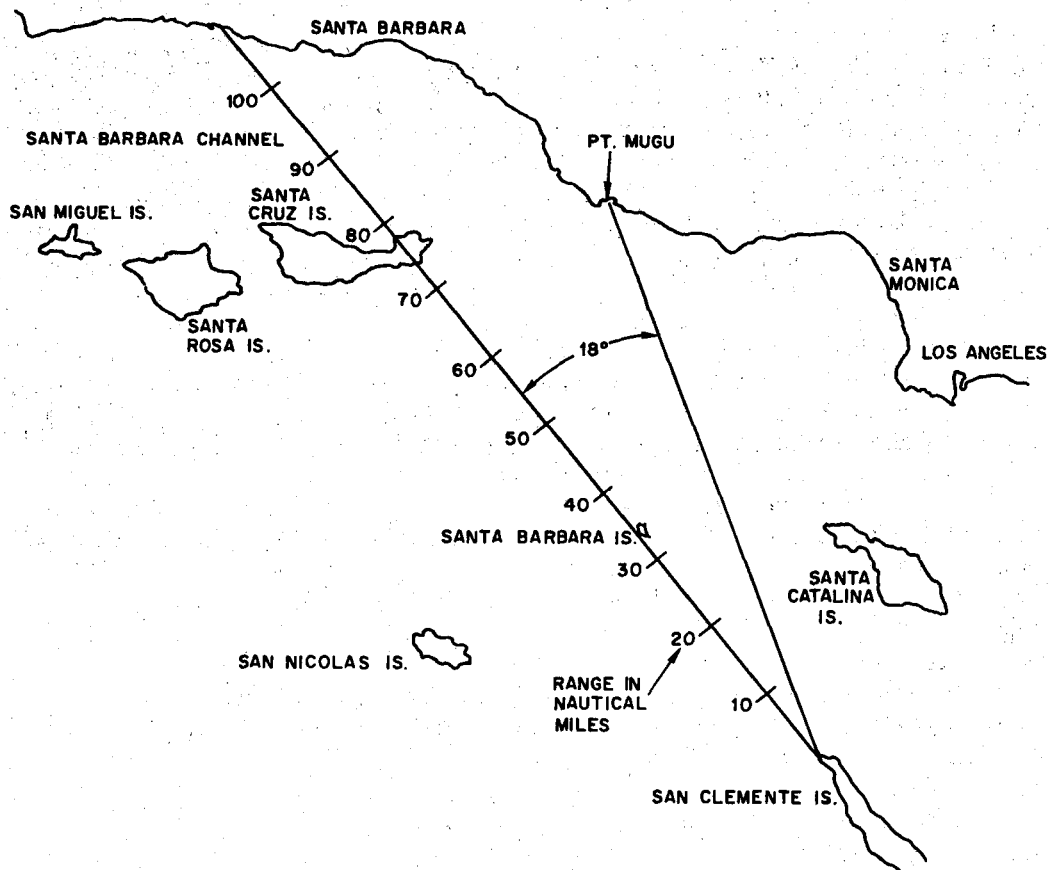 SANTA BARBARA
100
SANTA BARBARA CHANNEL
PT. MUGU
90
SANTA
CRUZ IS.
SAN MIGUEL IS.
80
SANTA
MONICA
70
SANTA
ROSA IS.
18°
LOS ANGELES
60
50
40
SANTA BARBARA IS.
30
SANTA
CATALINA
IS.
20
SAN NICOLAS IS.
RANGE IN
NAUTICAL
MILES
10
SAN CLEMENTE IS.